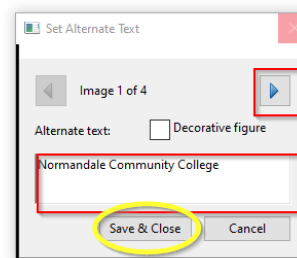 Set Alternate Text
Image 1 of 4
Alternate text: Decorative figure
Normandale Community College
Save & Close Cancel